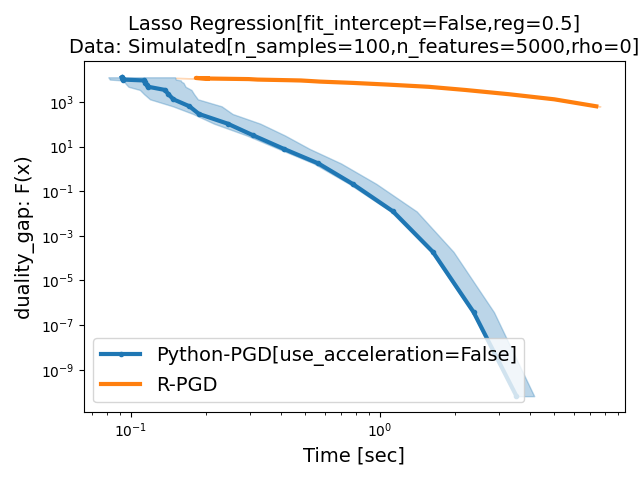 Lasso Regression[fit_intercept=False,reg=0.5]
Data: Simulated[n_samples=100,n_features=5000,rho=0]
duality_gap: F(x)
10³
10¹
10⁻¹
10⁻³
10⁻⁵
10⁻⁷
10⁻⁹
Python-PGD[use_acceleration=False]
R-PGD
10⁻¹ 10⁰
Time [sec]